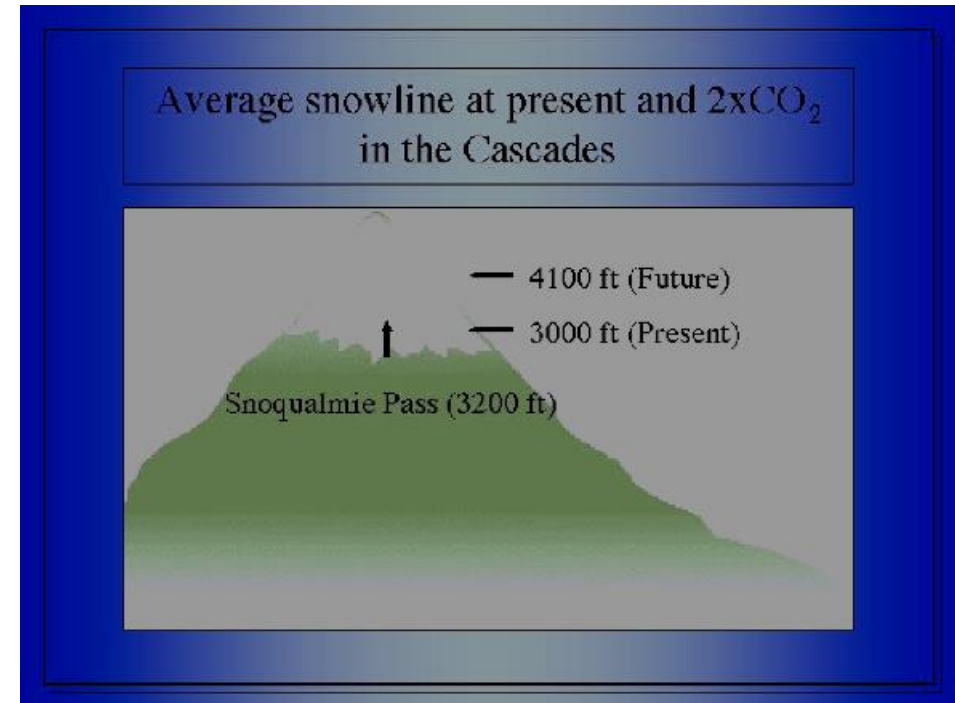 Average snowline at present and 2xCO₂
in the Cascades
4100 ft (Future)
3000 ft (Present)
Snoqualmie Pass (3200 ft)